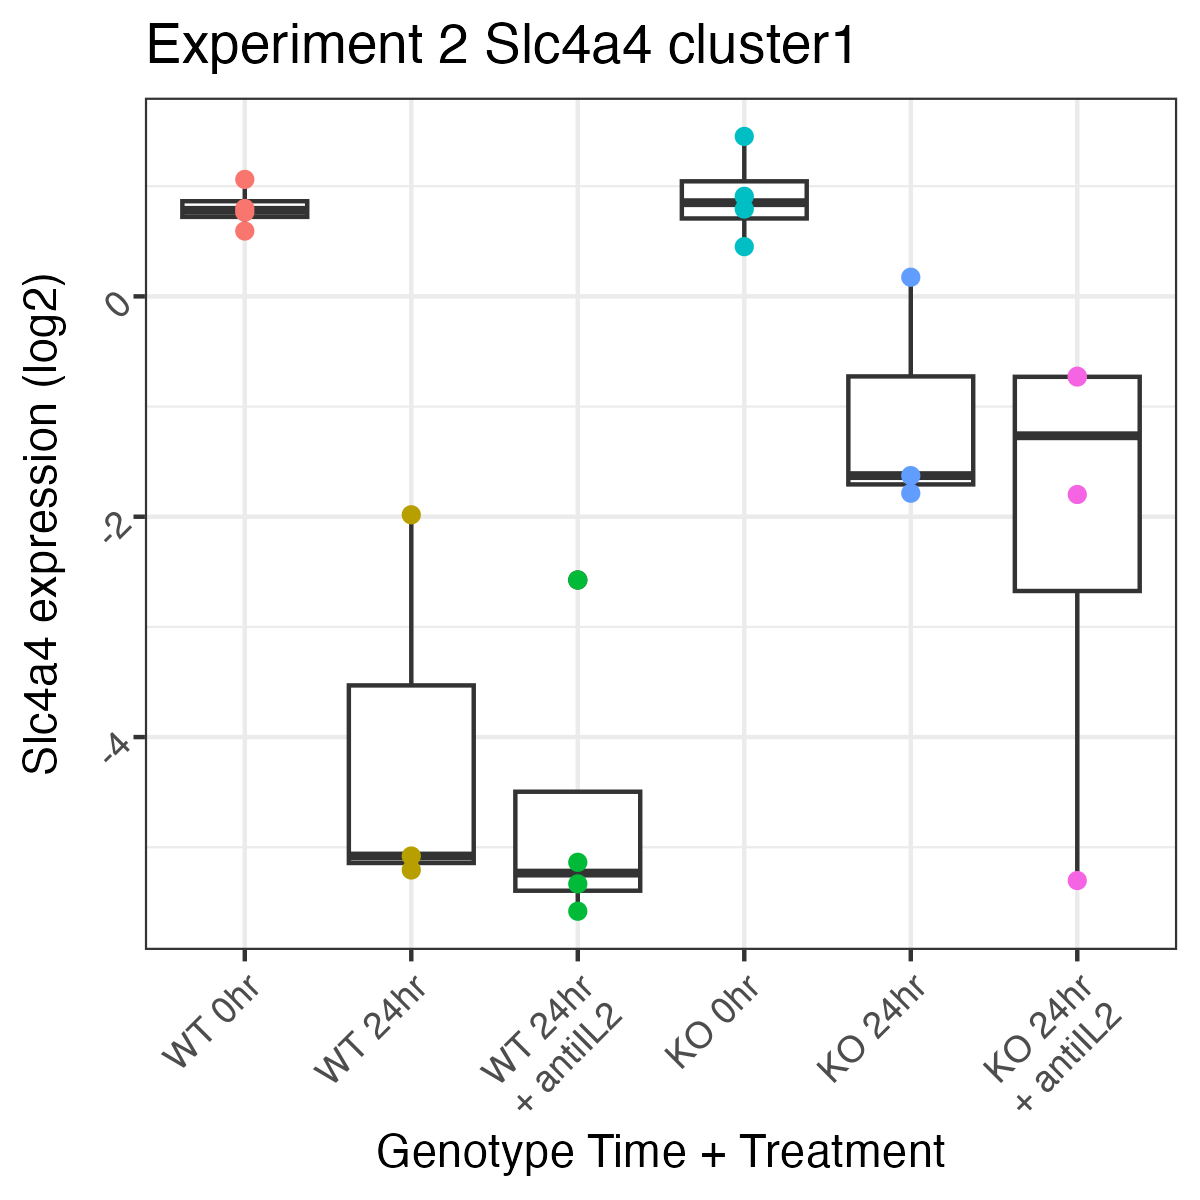 Experiment 2 Slc4a4 cluster1
Slc4a4 expression (log2)
0
-2
-4
WT 0hr
WT 24hr
WT 24hr
+ antiIL2
KO 0hr
KO 24hr
KO 24hr
+ antiIL2
Genotype Time + Treatment